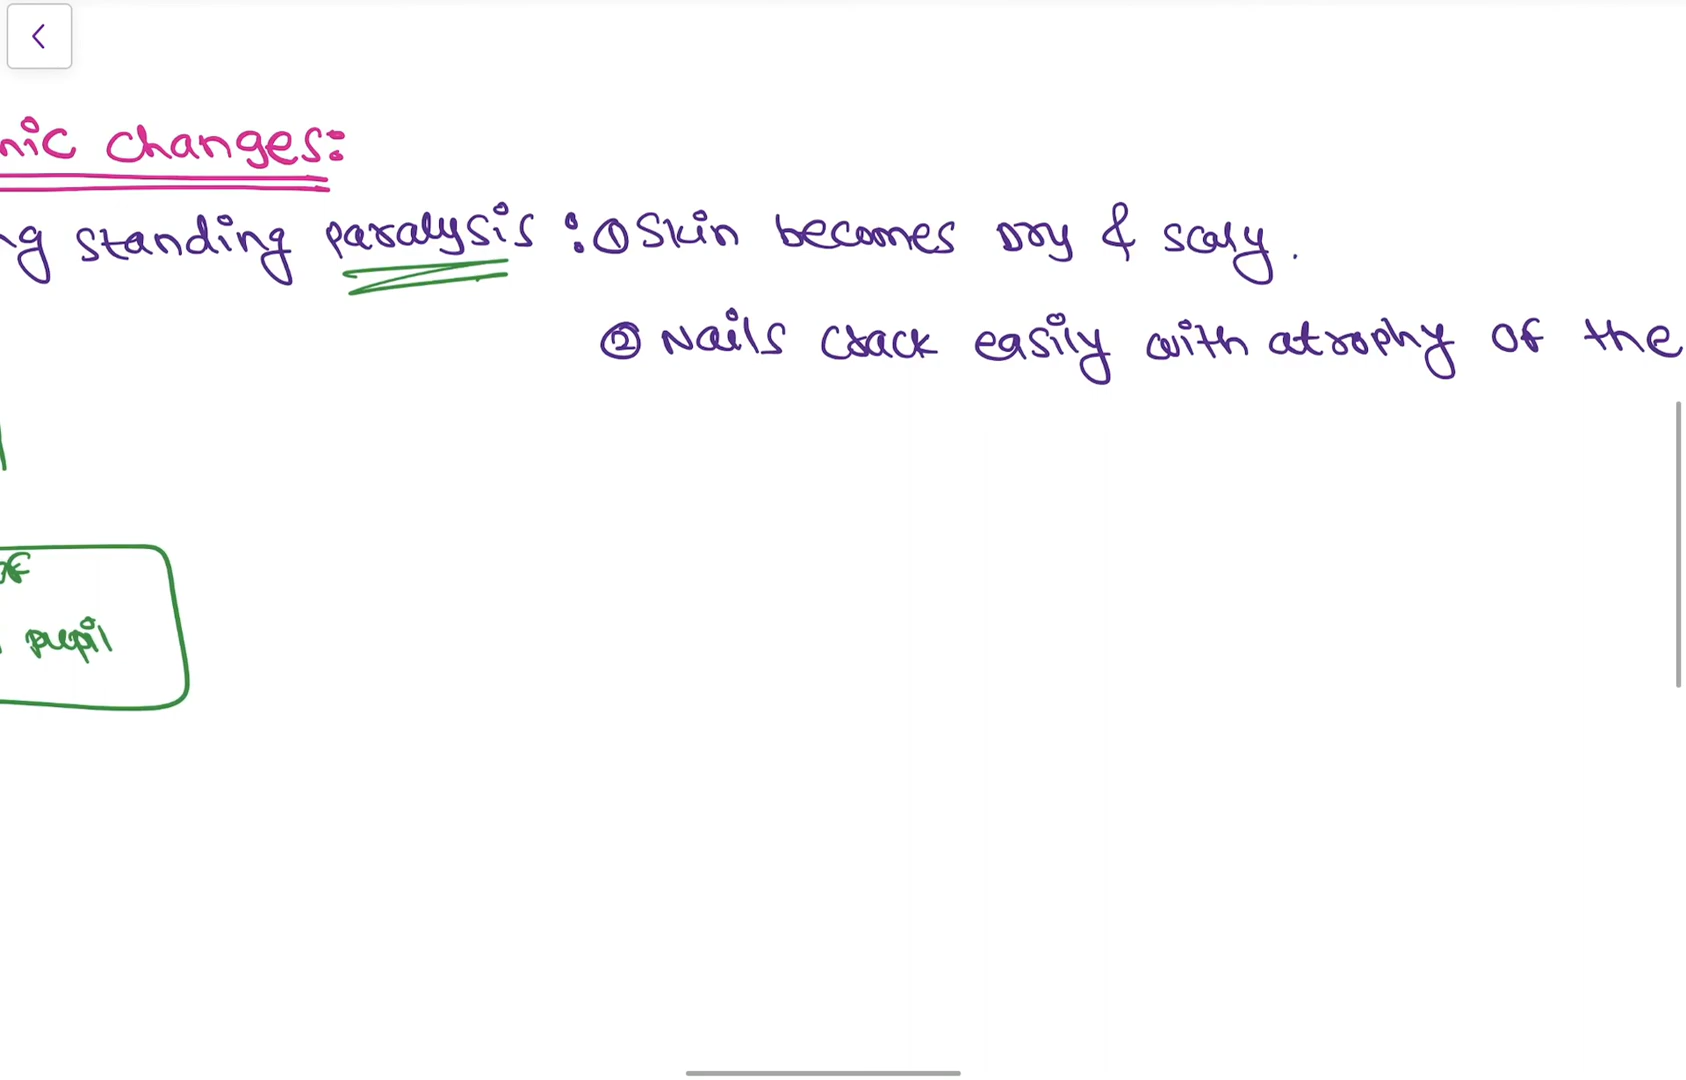 nic changes:
ng standing paralysis : ① Skin becomes Dry & scaly.
② Nails crack easily with atrophy of the
of
pupil